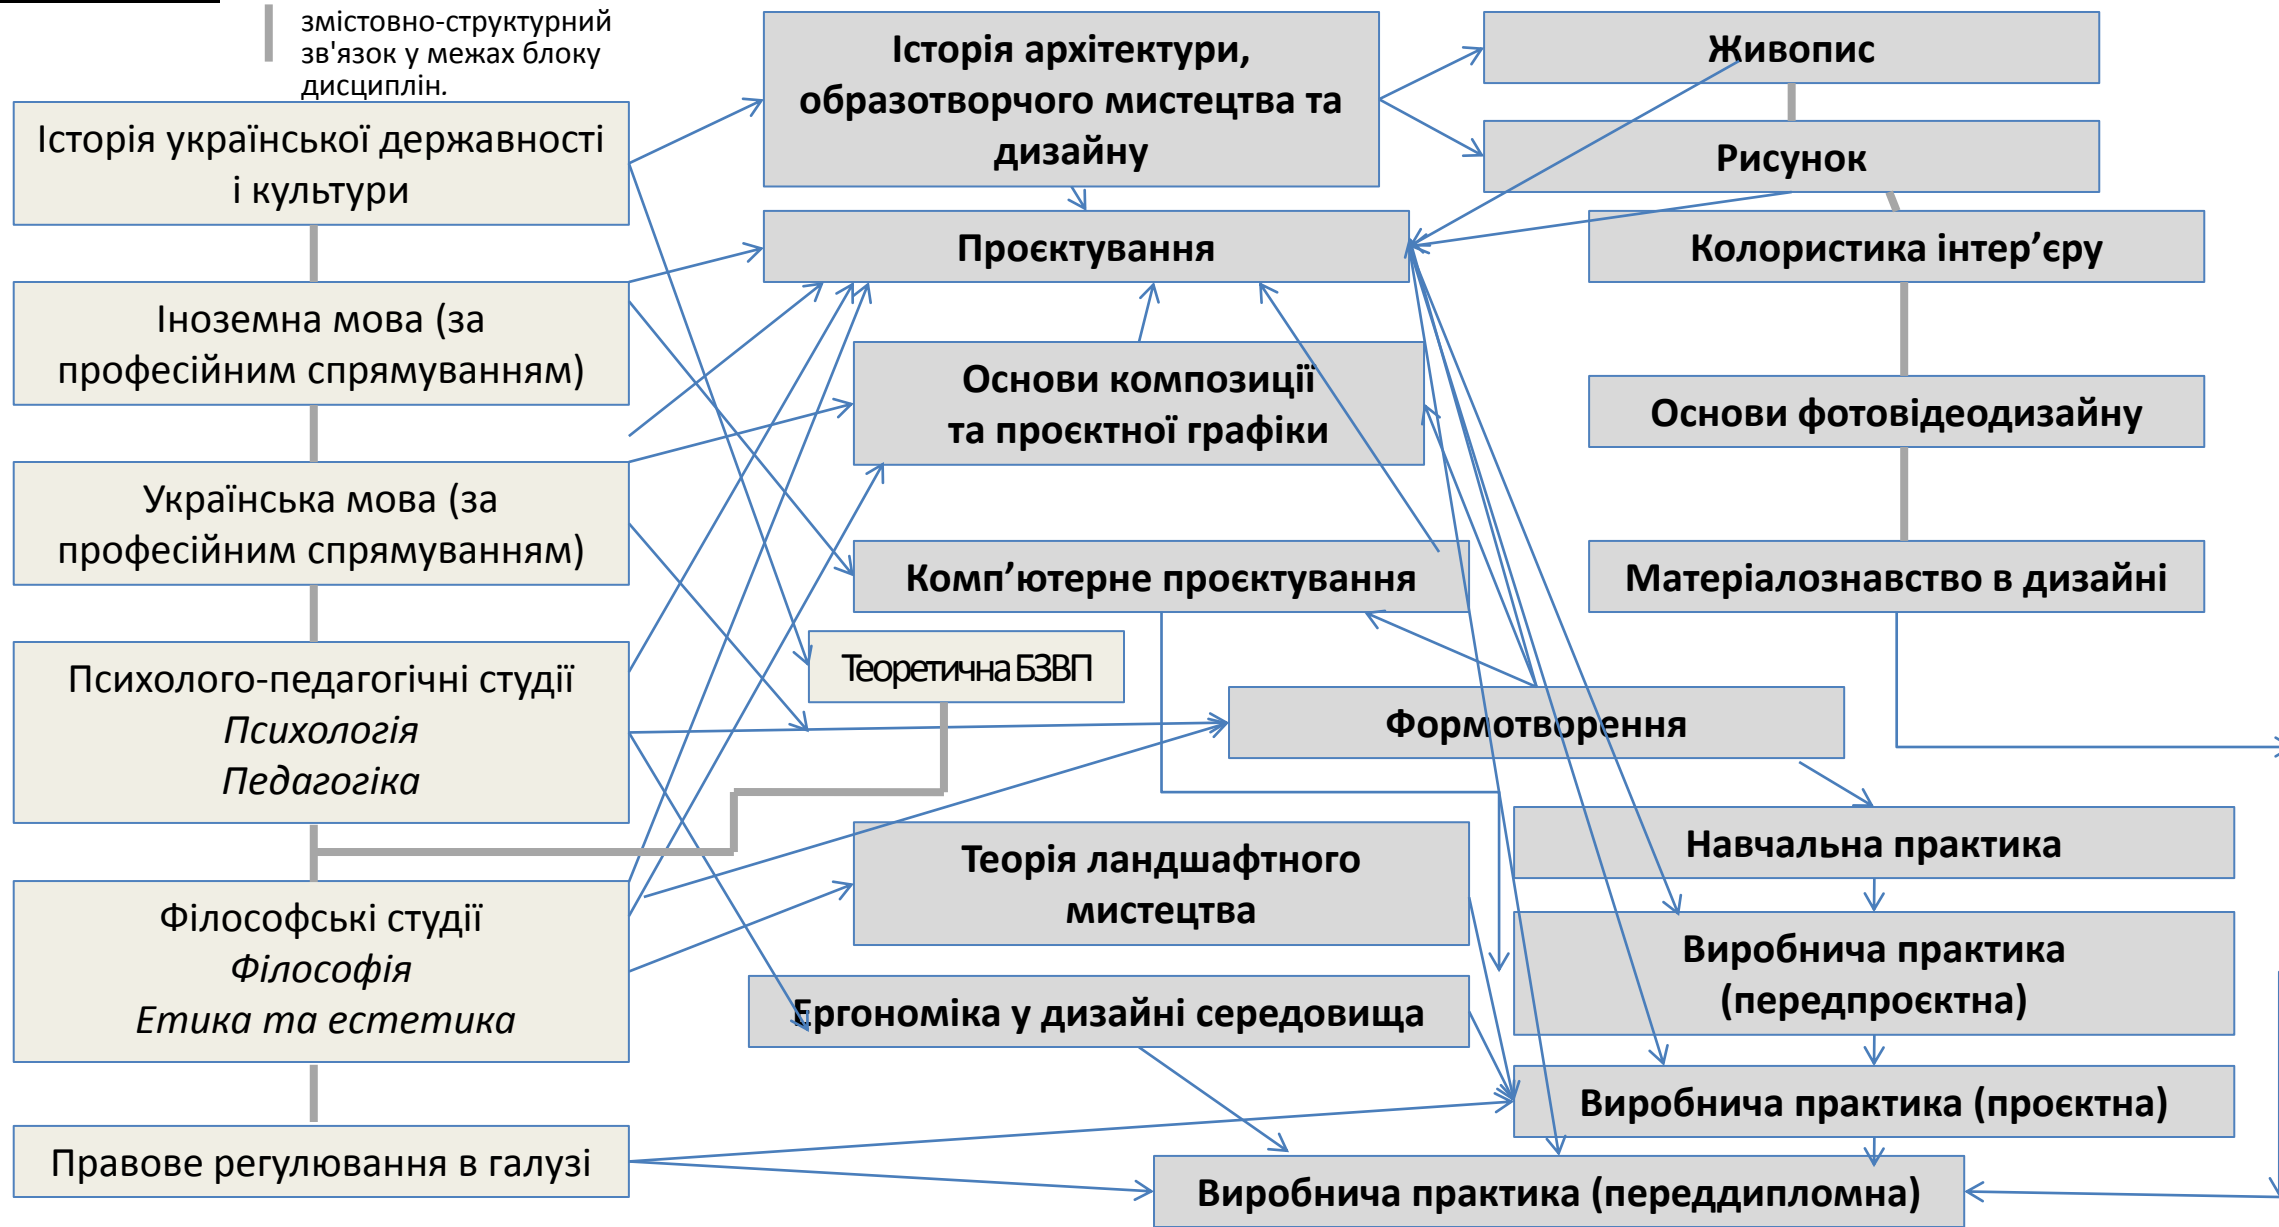 змістовно-структурний
зв'язок у межах блоку
дисциплін.
Історія української державності
і культури
Іноземна мова (за
професійним спрямуванням)
Українська мова (за
професійним спрямуванням)
Психолого-педагогічні студії
Психологія
Педагогіка
Філософські студії
Філософія
Етика та естетика
Правове регулювання в галузі
Історія архітектури,
образотворчого мистецтва та
дизайну
Проєктування
Основи композиції
та проєктної графіки
Комп’ютерне проєктування
Теоретична БЗВП
Формотворення
Теорія ландшафтного
мистецтва
Ергономіка у дизайні середовища
Живопис
Рисунок
Колористика інтер’єру
Основи фотовідеодизайну
Матеріалознавство в дизайні
Навчальна практика
Виробнича практика
(передпроєктна)
Виробнича практика (проєктна)
Виробнича практика (переддипломна)